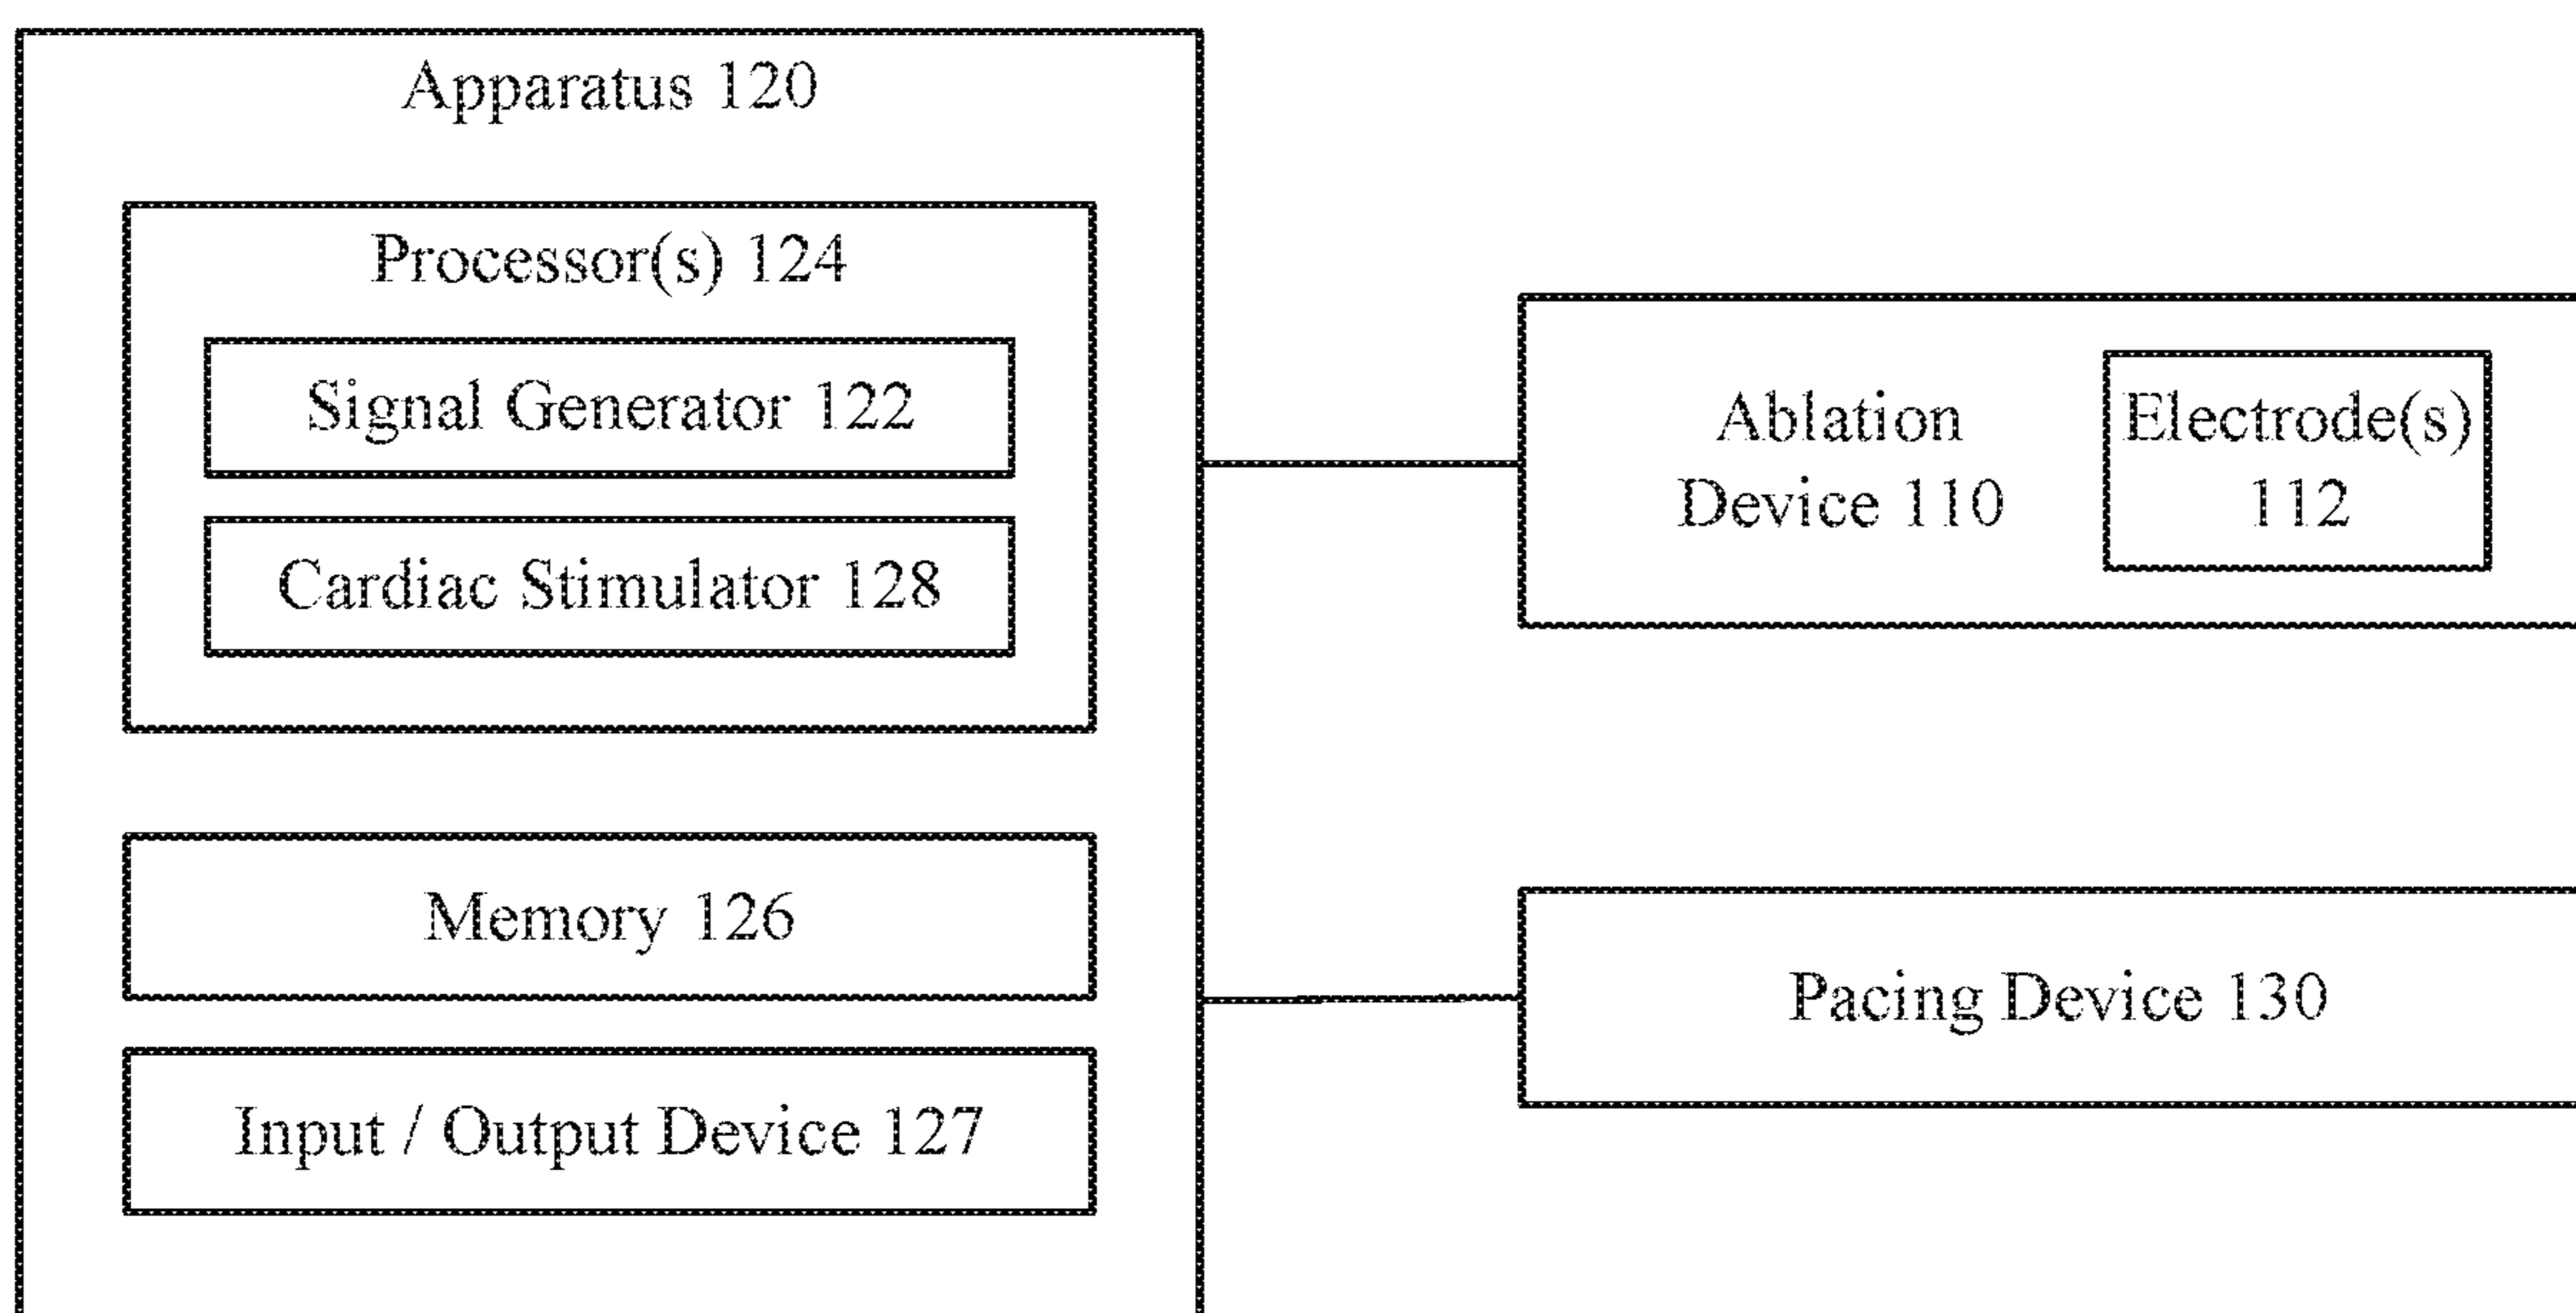 Apparatus 120
Processor(s) 124
Signal Generator 122
Cardiac Stimulator 128
Memory 126
Input / Output Device 127
Ablation
Device 110
Electrode(s)
112
Pacing Device 130